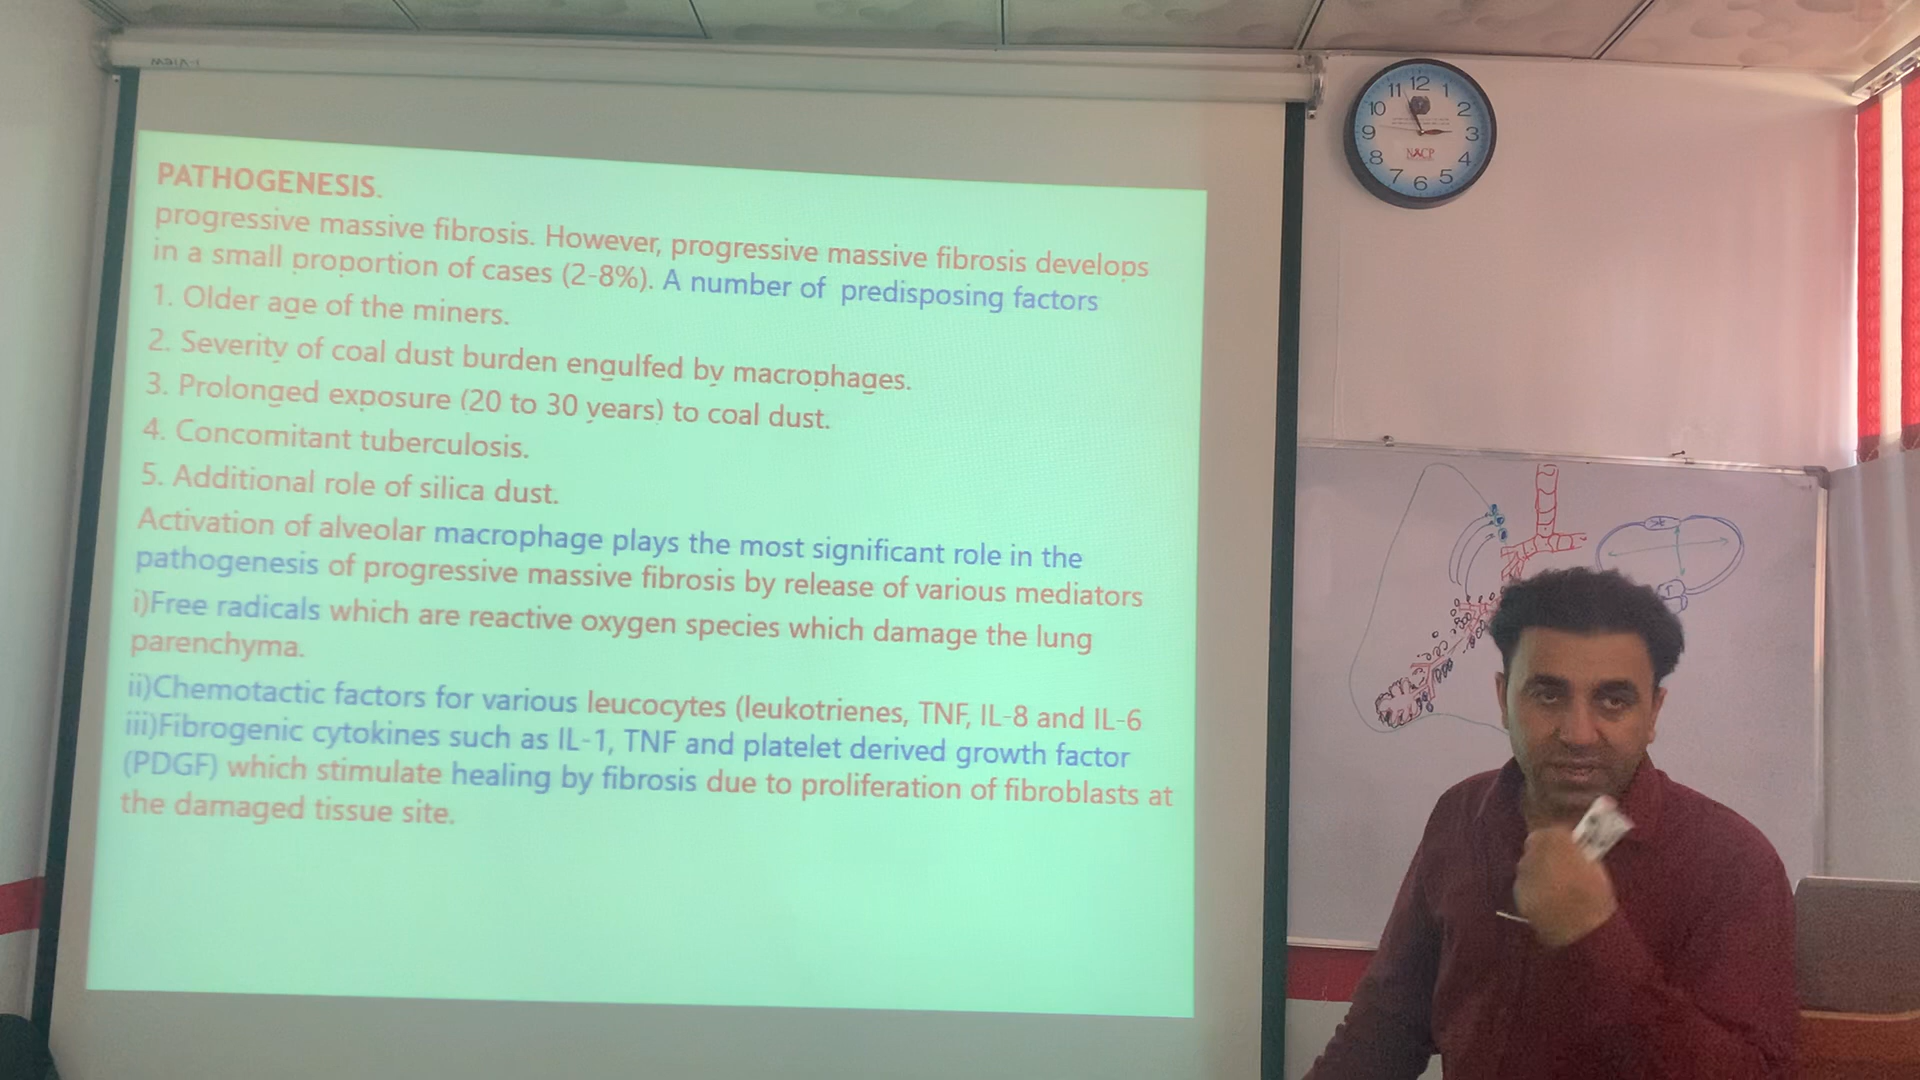 PATHOGENESIS.
progressive massive fibrosis. However, progressive massive fibrosis develops
in a small proportion of cases (2-8%). A number of predisposing factors
1. Older age of the miners.
2. Severity of coal dust burden engulfed by macrophages.
3. Prolonged exposure (20 to 30 years) to coal dust.
4. Concomitant tuberculosis.
5. Additional role of silica dust.
Activation of alveolar macrophage plays the most significant role in the
pathogenesis of progressive massive fibrosis by release of various mediators
i)Free radicals which are reactive oxygen species which damage the lung
parenchyma.
ii)Chemotactic factors for various leucocytes (leukotrienes, TNF, IL-8 and IL-6
iii)Fibrogenic cytokines such as IL-1, TNF and platelet derived growth factor
(PDGF) which stimulate healing by fibrosis due to proliferation of fibroblasts at
the damaged tissue site.
12
11 1
10 2
9 3
8 4
7 5
6
NACP